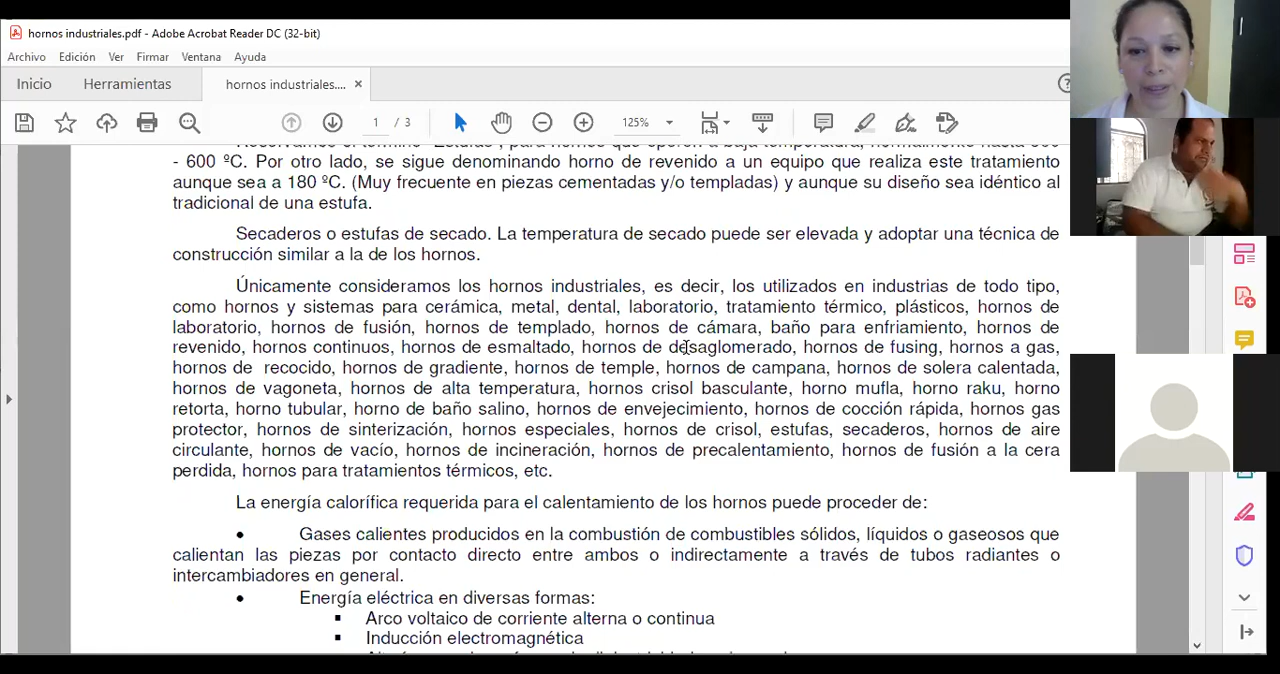 hornos industriales.pdf - Adobe Acrobat Reader DC (32-bit)
Archivo Edición Ver Firmar Ventana Ayuda
Inicio Herramientas hornos industriales.... ×
1 / 3 125%
Reservamos el término "Estufas", para hornos que operen a baja temperatura, normalmente hasta 500
- 600 ºC. Por otro lado, se sigue denominando horno de revenido a un equipo que realiza este tratamiento
aunque sea a 180 ºC. (Muy frecuente en piezas cementadas y/o templadas) y aunque su diseño sea idéntico al
tradicional de una estufa.
Secaderos o estufas de secado. La temperatura de secado puede ser elevada y adoptar una técnica de
construcción similar a la de los hornos.
Únicamente consideramos los hornos industriales, es decir, los utilizados en industrias de todo tipo,
como hornos y sistemas para cerámica, metal, dental, laboratorio, tratamiento térmico, plásticos, hornos de
laboratorio, hornos de fusión, hornos de templado, hornos de cámara, baño para enfriamiento, hornos de
revenido, hornos continuos, hornos de esmaltado, hornos de desaglomerado, hornos de fusing, hornos a gas,
hornos de recocido, hornos de gradiente, hornos de temple, hornos de campana, hornos de solera calentada,
hornos de vagoneta, hornos de alta temperatura, hornos crisol basculante, horno mufla, horno raku, horno
retorta, horno tubular, horno de baño salino, hornos de envejecimiento, hornos de cocción rápida, hornos gas
protector, hornos de sinterización, hornos especiales, hornos de crisol, estufas, secaderos, hornos de aire
circulante, hornos de vacío, hornos de incineración, hornos de precalentamiento, hornos de fusión a la cera
perdida, hornos para tratamientos térmicos, etc.
La energía calorífica requerida para el calentamiento de los hornos puede proceder de:
• Gases calientes producidos en la combustión de combustibles sólidos, líquidos o gaseosos que
calientan las piezas por contacto directo entre ambos o indirectamente a través de tubos radiantes o
intercambiadores en general.
• Energía eléctrica en diversas formas:
▪ Arco voltaico de corriente alterna o continua
▪ Inducción electromagnética